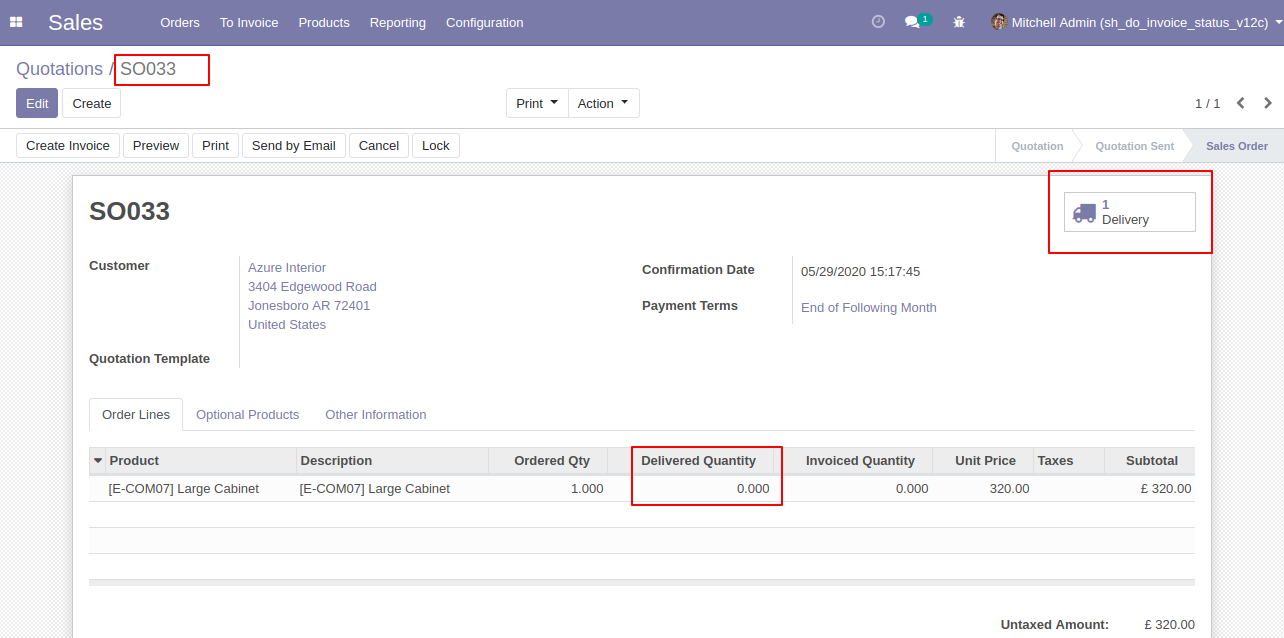 Sales Orders To Invoice Products Reporting Configuration 1 Mitchell Admin (sh_do_invoice_status_v12c)
Quotations / SO033
Edit Create Print Action 1 / 1
Create Invoice Preview Print Send by Email Cancel Lock Quotation Quotation Sent Sales Order
1
Delivery
SO033
Customer
Azure Interior
3404 Edgewood Road
Jonesboro AR 72401
United States
Quotation Template
Confirmation Date 05/29/2020 15:17:45
Payment Terms End of Following Month
Order Lines Optional Products Other Information
Product Description Ordered Qty Delivered Quantity Invoiced Quantity Unit Price Taxes Subtotal
[E-COM07] Large Cabinet [E-COM07] Large Cabinet 1.000 0.000 0.000 320.00 £ 320.00
Untaxed Amount: £ 320.00